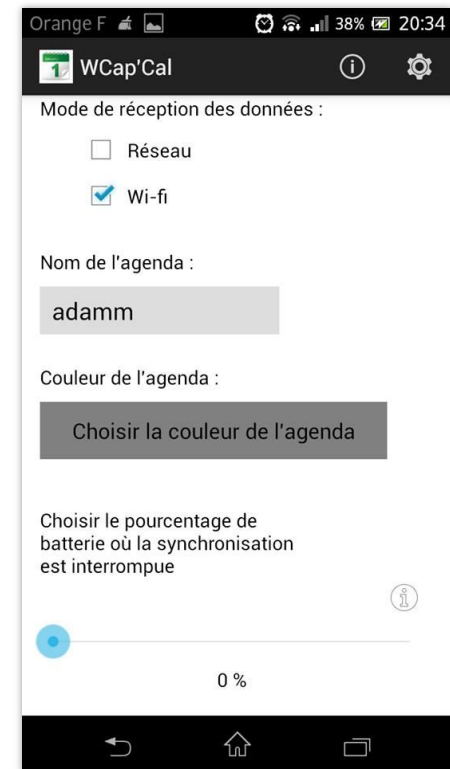 Orange F 38% 20:34
WCap'Cal
Mode de réception des données :
Réseau
Wi-fi
Nom de l'agenda :
adamm
Couleur de l'agenda :
Choisir la couleur de l'agenda
Choisir le pourcentage de
batterie où la synchronisation
est interrompue
0 %